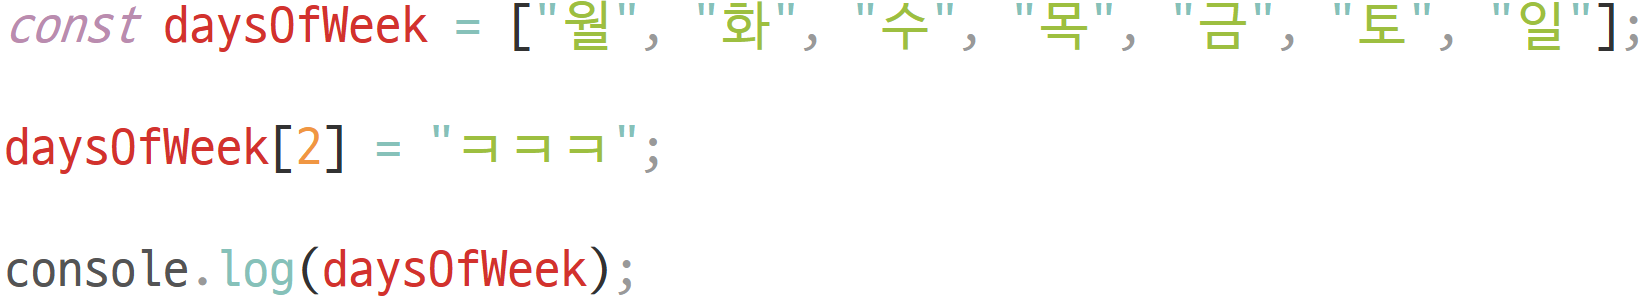 const daysOfWeek = ["월", "화", "수", "목", "금", "토", "일"];
daysOfWeek[2] = "ㅋㅋㅋ";
console.log(daysOfWeek);